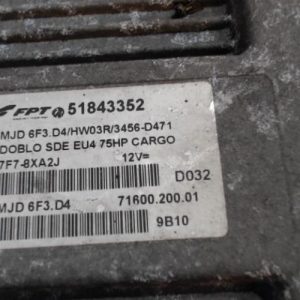 FPT 51843352
MJD 6F3.D4/HW03R/3456-D471
DOBLO SDE EU4 75HP CARGO
7F7-8XA2J 12V=
D032
MJD 6F3.D4 71600.200.01
9B10